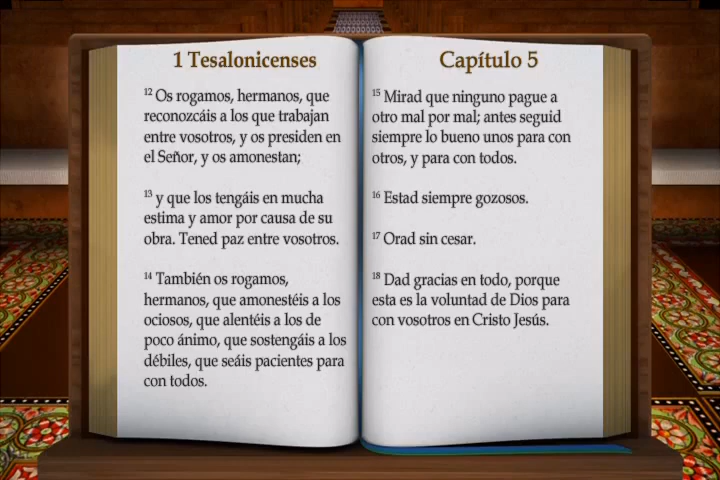 1 Tesalonicenses
12 Os rogamos, hermanos, que
reconozcáis a los que trabajan
entre vosotros, y os presiden en
el Señor, y os amonestan;
13 y que los tengáis en mucha
estima y amor por causa de su
obra. Tened paz entre vosotros.
14 También os rogamos,
hermanos, que amonestéis a los
ociosos, que alentéis a los de
poco ánimo, que sostengáis a los
débiles, que seáis pacientes para
con todos.
Capítulo 5
15 Mirad que ninguno pague a
otro mal por mal; antes seguid
siempre lo bueno unos para con
otros, y para con todos.
16 Estad siempre gozosos.
17 Orad sin cesar.
18 Dad gracias en todo, porque
esta es la voluntad de Dios para
con vosotros en Cristo Jesús.